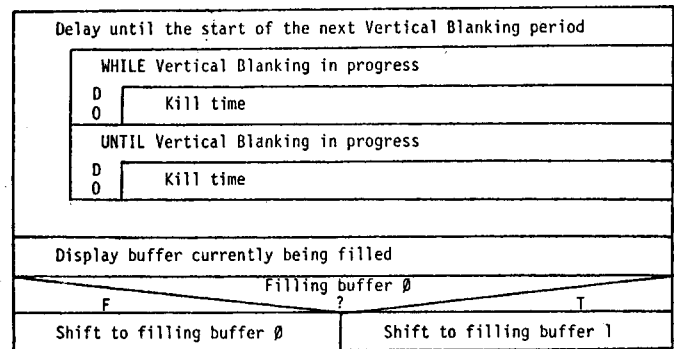 Delay until the start of the next Vertical Blanking period
WHILE Vertical Blanking in progress
D
O
Kill time
UNTIL Vertical Blanking in progress
D
O
Kill time
Display buffer currently being filled
Filling buffer Ø
F ? T
Shift to filling buffer Ø Shift to filling buffer 1